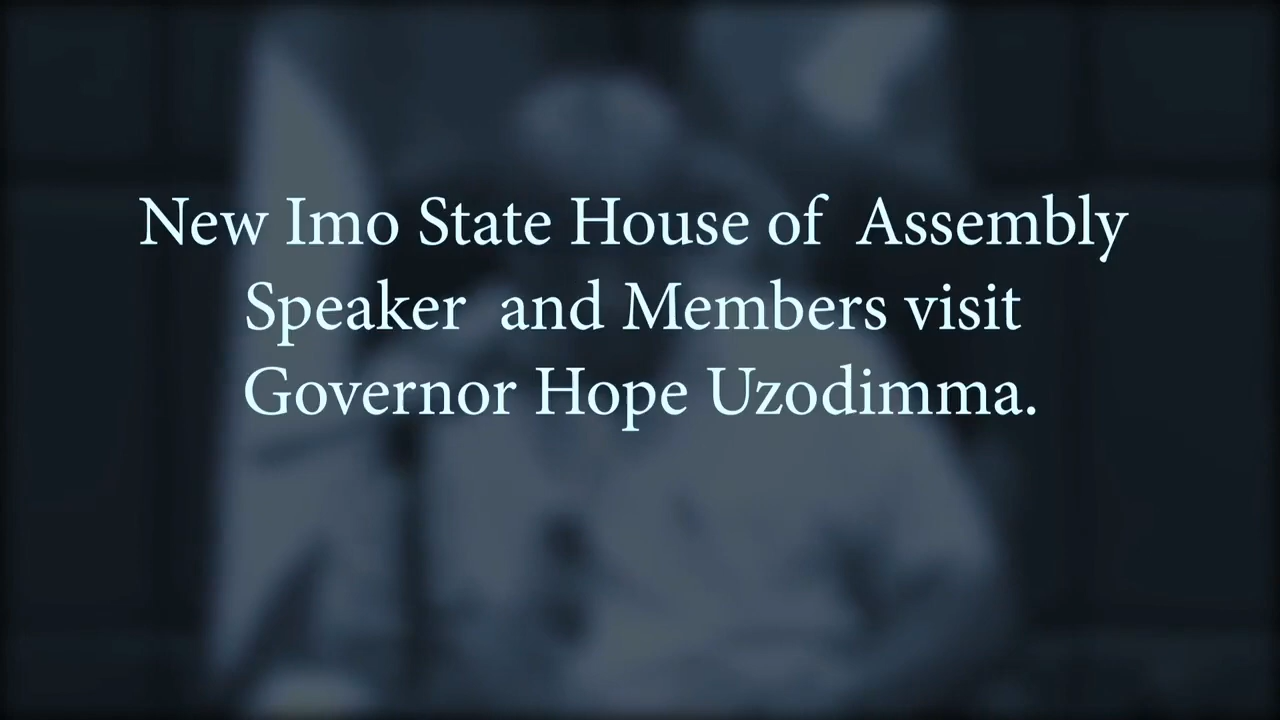 New Imo State House of  Assembly
Speaker  and Members visit
Governor Hope Uzodimma.